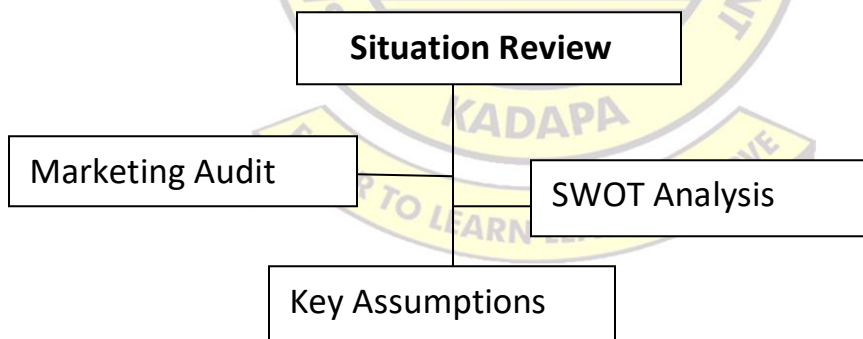 Situation Review
KADAPA
Marketing Audit
SWOT Analysis
TO LEARN
Key Assumptions